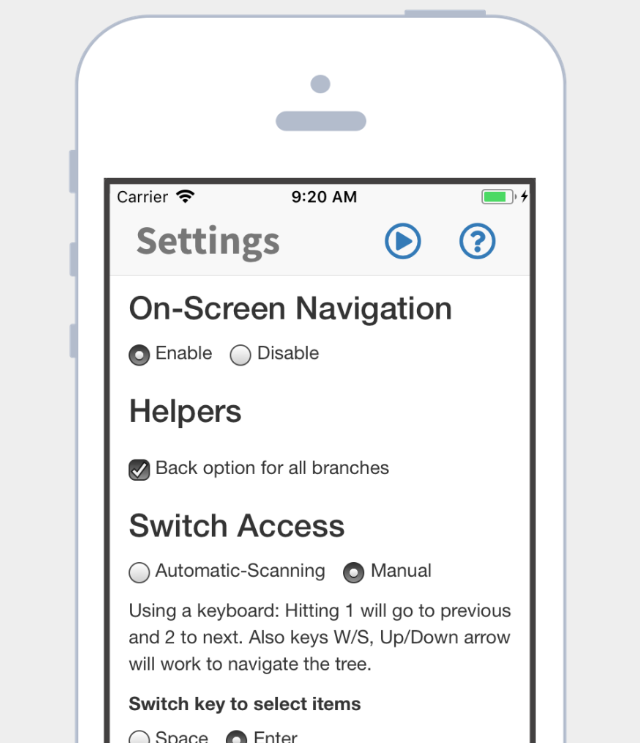 Carrier 9:20 AM
Settings
On-Screen Navigation
Enable Disable
Helpers
Back option for all branches
Switch Access
Automatic-Scanning Manual
Using a keyboard: Hitting 1 will go to previous
and 2 to next. Also keys W/S, Up/Down arrow
will work to navigate the tree.
Switch key to select items
Space Enter